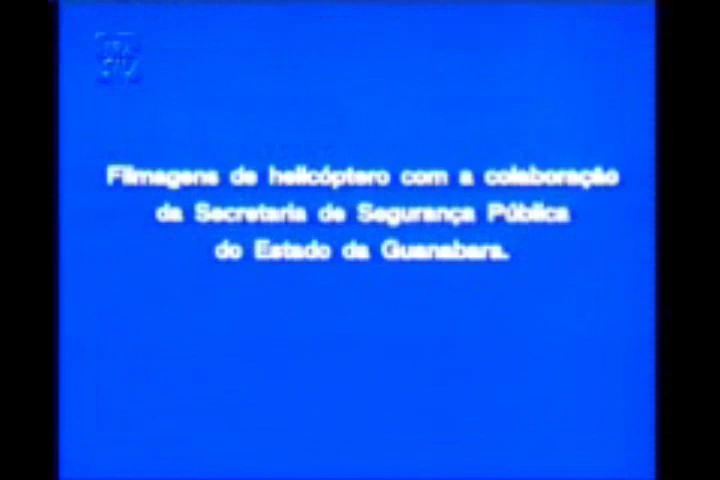 Filmagens de helicóptero com a colaboração
da Secretaria de Segurança Pública
do Estado da Guanabara.